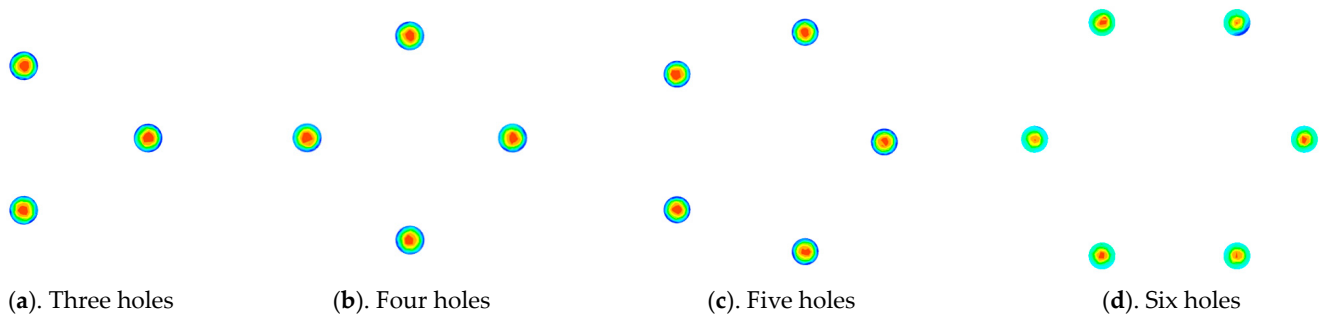 (a). Three holes
(b). Four holes
(c). Five holes
(d). Six holes